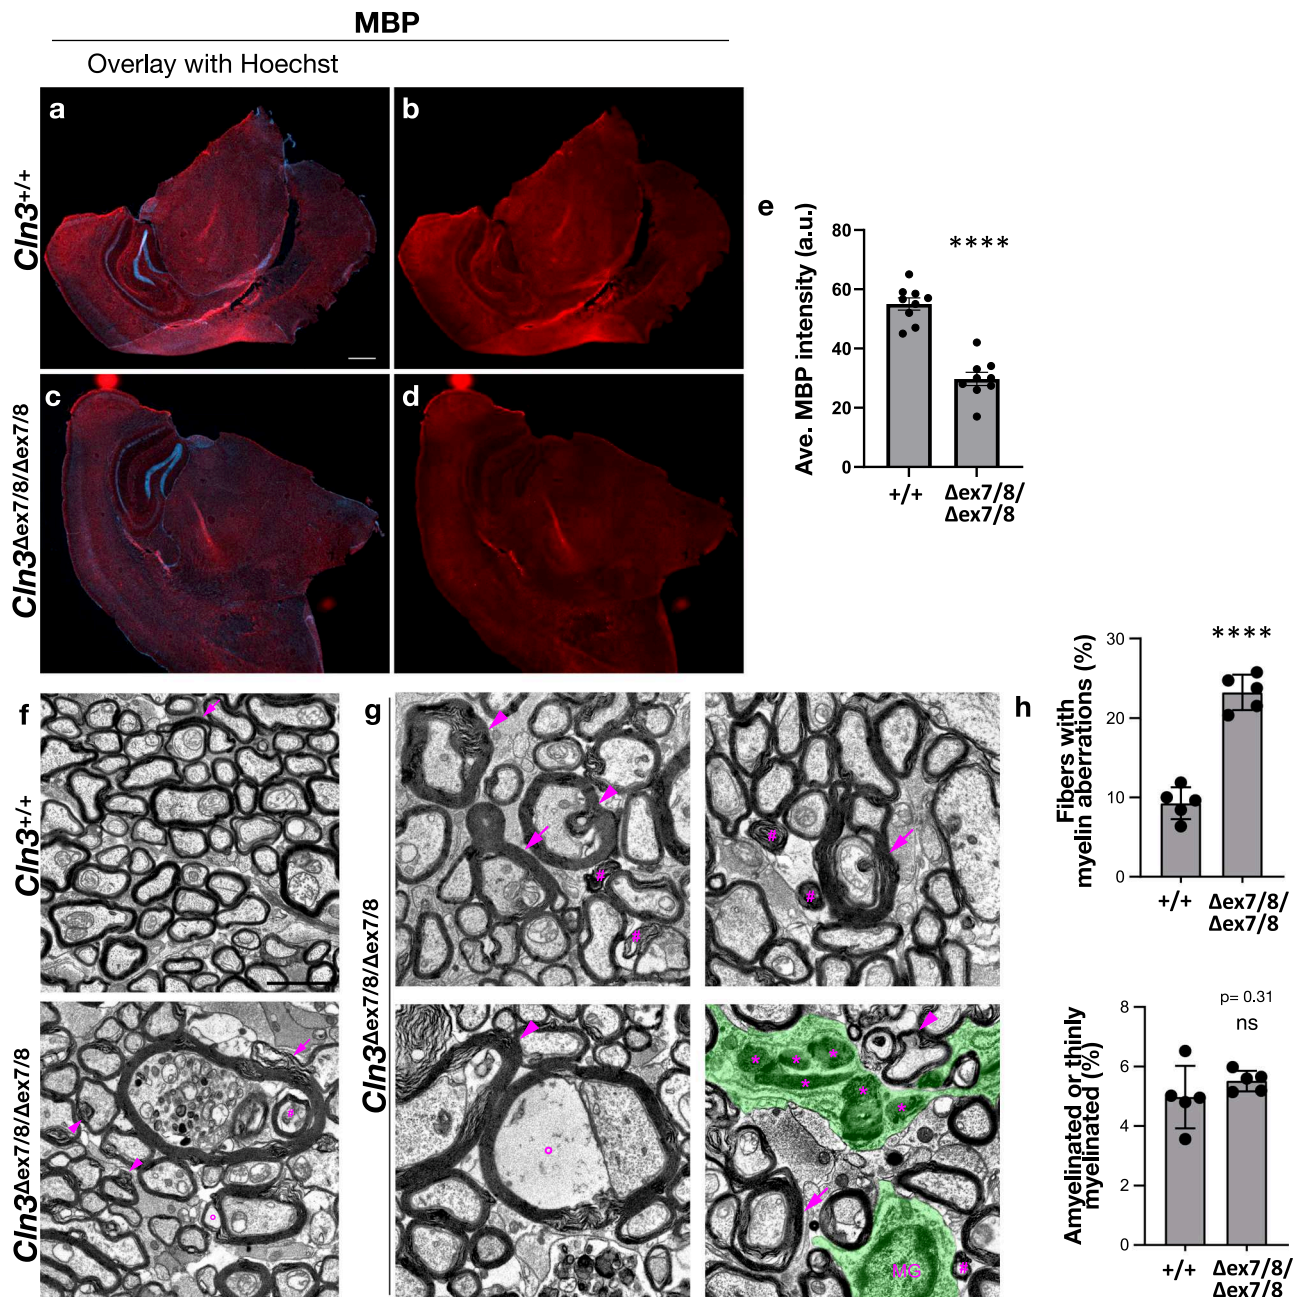 MBP
Overlay with Hoechst
a
b
Cln3+/+
c
d
Cln3Δex7/8/Δex7/8
e
Ave. MBP intensity (a.u.)
80
60
40
20
0
****
+/+
Δex7/8/
Δex7/8
f
Cln3+/+
Cln3Δex7/8/Δex7/8
#
g
Cln3Δex7/8/Δex7/8
#
#
#
#
* * * * * *
MG
#
h
Fibers with
myelin aberrations (%)
30
20
10
0
****
+/+
Δex7/8/
Δex7/8
Amyelinated or thinly
myelinated (%)
8
6
4
2
0
p= 0.31
ns
+/+
Δex7/8/
Δex7/8